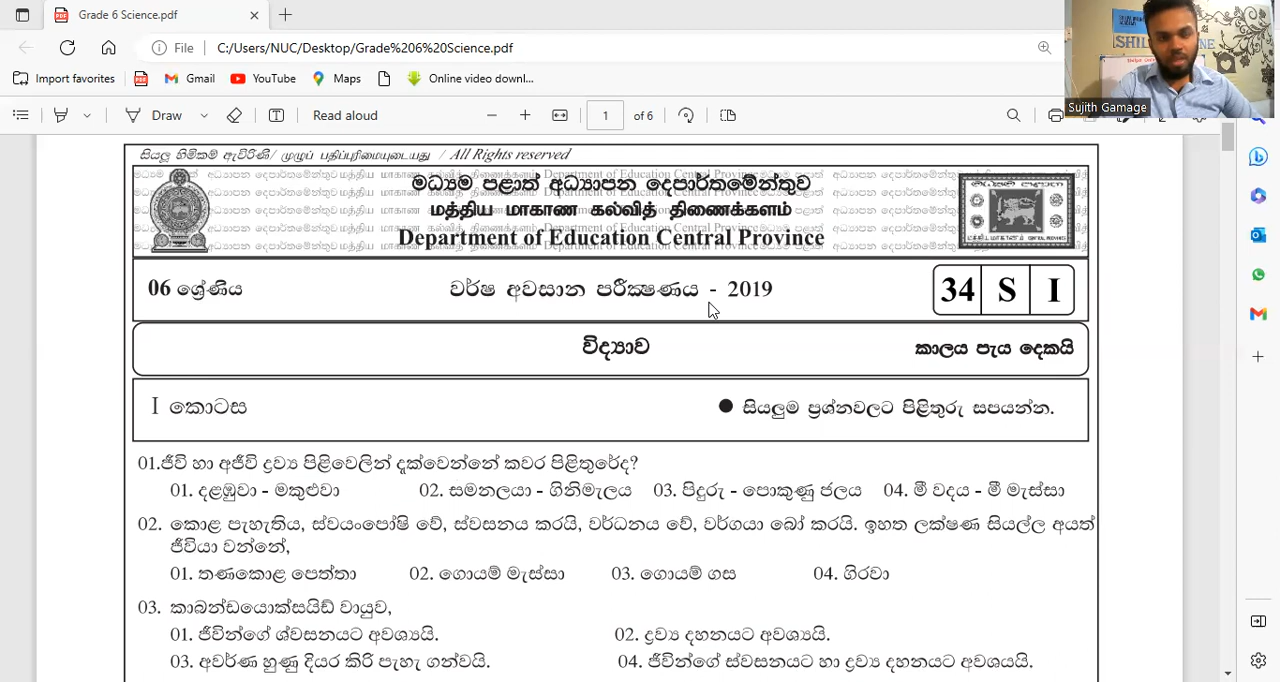 Grade 6 Science.pdf
File C:/Users/NUC/Desktop/Grade%206%20Science.pdf
Import favorites Gmail YouTube Maps Online video downl...
Draw Read aloud 1 of 6
Sujith Gamage
සියලු හිමිකම් ඇව්රිණි/ முழுப் பதிப்புரிமையுடையது / All Rights reserved
මධ්‍යම පළාත් අධ්‍යාපන දෙපාර්තමේන්තුව
மத்திய மாகாண கல்வித் திணைக்களம்
Department of Education Central Province
06 ශ්‍රේණිය වර්ෂ අවසාන පරීක්‍ෂණය - 2019 34 S I
විද්‍යාව කාලය පැය දෙකයි
I කොටස ● සියලුම ප්‍රශ්නවලට පිළිතුරු සපයන්න.
01.ජීවී හා අජීවී ද්‍රව්‍ය පිළිවෙලින් දැක්වෙන්නේ කවර පිළිතුරේද?
01. දළඹුවා - මකුළුවා 02. සමනලයා - ගිනිමැලය 03. පිදුරු - පොකුණු ජලය 04. මී වදය - මී මැස්සා
02. කොළ පැහැතිය, ස්වයංපෝෂී වේ, ස්වසනය කරයි, වර්ධනය වේ, වර්ගයා බෝ කරයි. ඉහත ලක්ෂණ සියල්ල අයත්
ජීවියා වන්නේ,
01. තණකොළ පෙත්තා 02. ගොයම් මැස්සා 03. ගොයම් ගස 04. ගිරවා
03. කාබන්ඩයොක්සයිඩ් වායුව,
01. ජීවීන්ගේ ශ්වසනයට අවශ්‍යයි. 02. ද්‍රව්‍ය දහනයට අවශ්‍යයි.
03. අවර්ණ හුණු දියර කිරි පැහැ ගන්වයි. 04. ජීවීන්ගේ ස්වසනයට හා ද්‍රව්‍ය දහනයට අවශයයි.